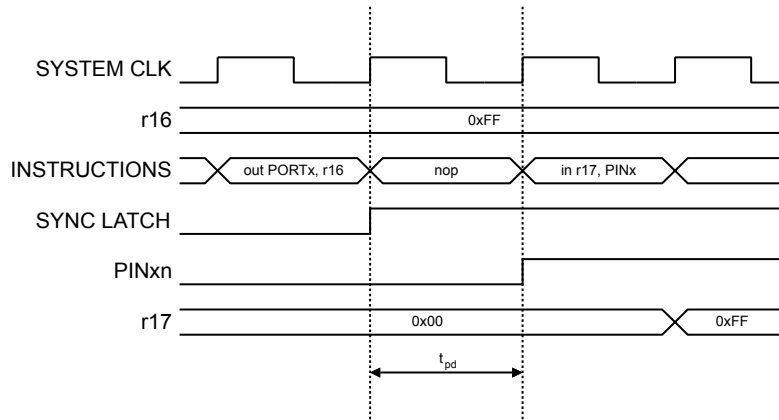 SYSTEM CLK
r16
0xFF
INSTRUCTIONS
out PORTx, r16
nop
in r17, PINx
SYNC LATCH
PINxn
r17
0x00
0xFF
tpd